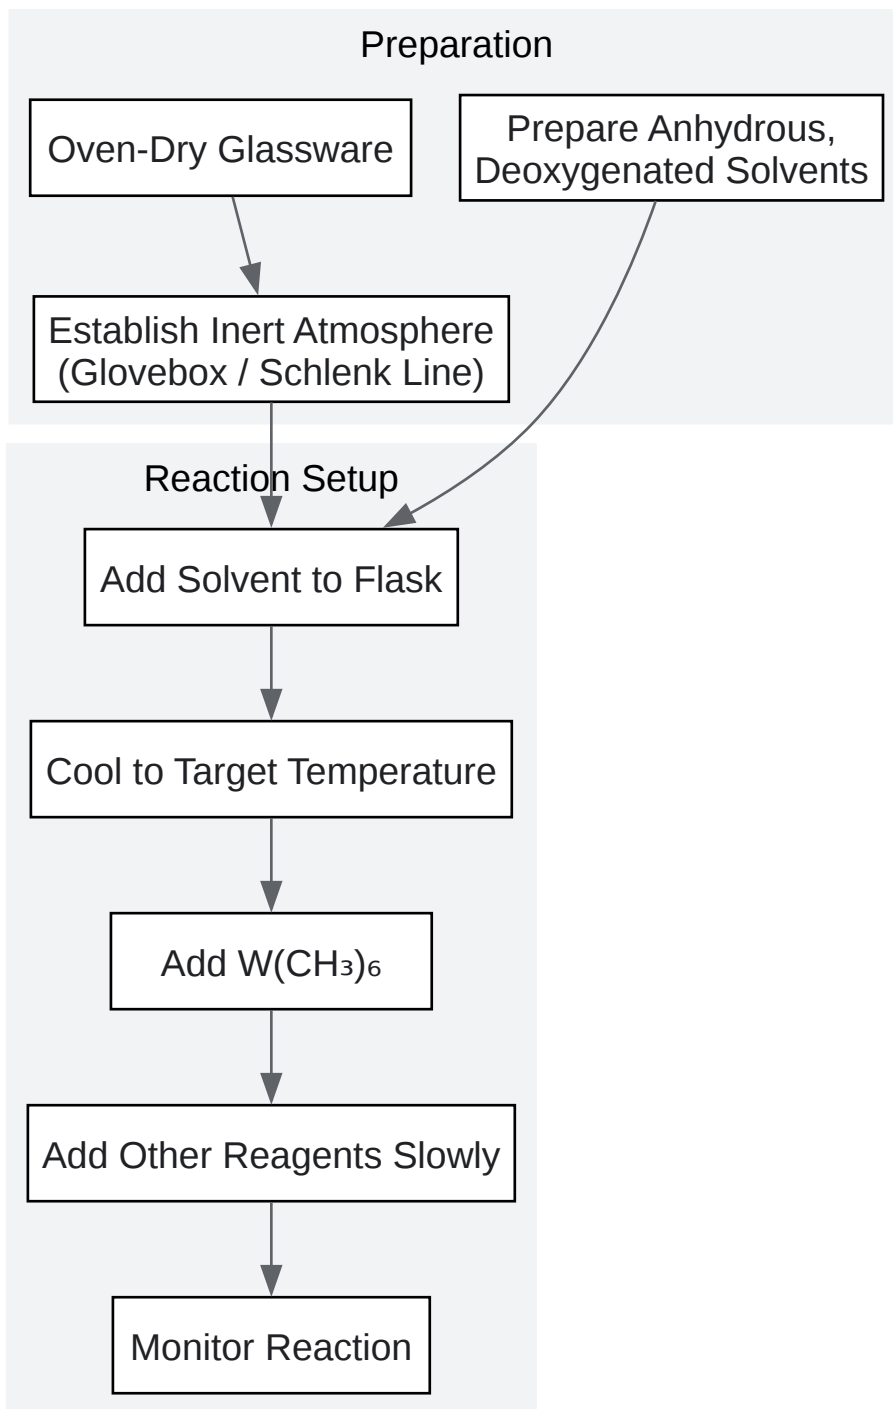 Preparation
Oven-Dry Glassware
Prepare Anhydrous,
Deoxygenated Solvents
Establish Inert Atmosphere
(Glovebox / Schlenk Line)
Reaction Setup
Add Solvent to Flask
Cool to Target Temperature
Add W(CH₃)₆
Add Other Reagents Slowly
Monitor Reaction